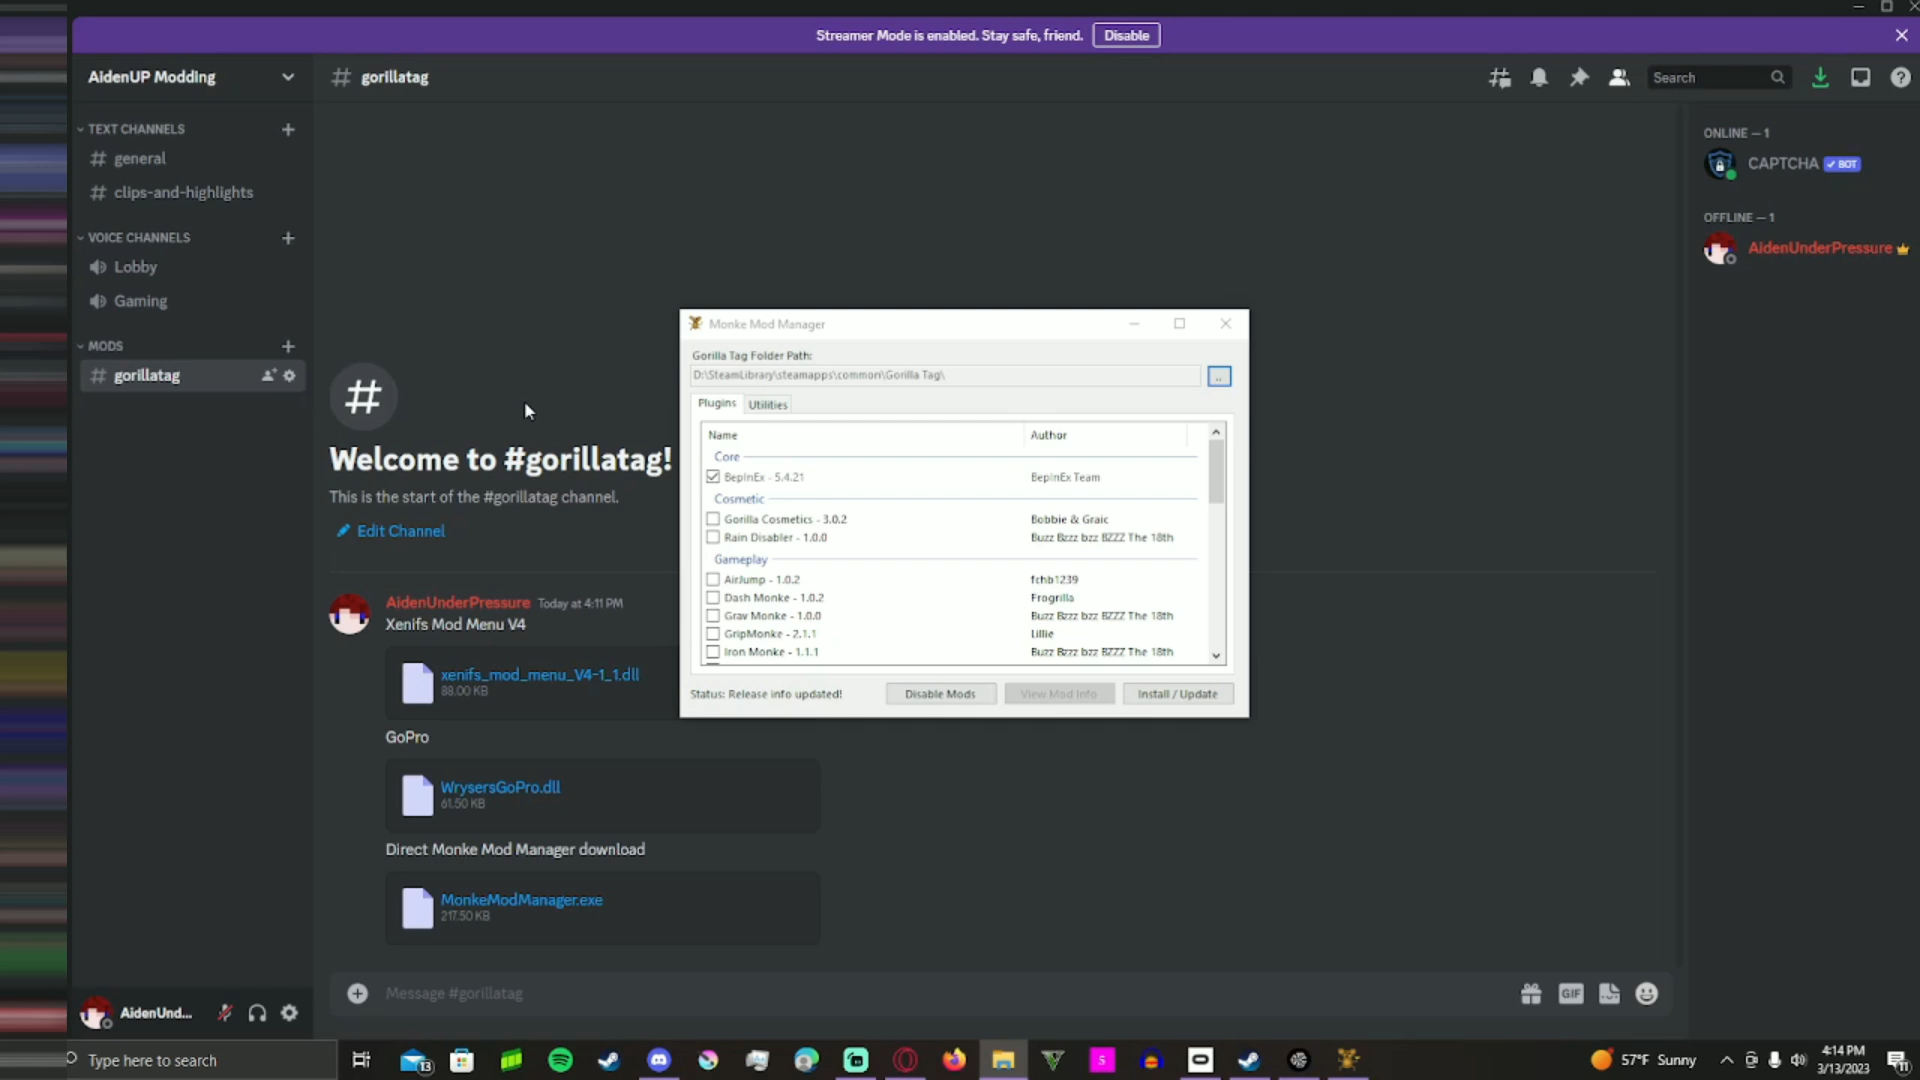 Streamer Mode is enabled. Stay safe, friend. Disable
AidenUP Modding
# gorillatag
Search
TEXT CHANNELS
general
clips-and-highlights
VOICE CHANNELS
Lobby
Gaming
MODS
gorillatag
Welcome to #gorillatag!
This is the start of the #gorillatag channel.
Edit Channel
AidenUnderPressure Today at 4:11 PM
Xenifs Mod Menu V4
xenifs_mod_menu_V4-1_1.dll
88.00 KB
GoPro
WrysersGoPro.dll
61.50 KB
Direct Monke Mod Manager download
MonkeModManager.exe
217.50 KB
Message #gorillatag
GIF
Monke Mod Manager
Gorilla Tag Folder Path:
D:\SteamLibrary\steamapps\common\Gorilla Tag\
..
Plugins Utilities
Name Author
Core
BepInEx - 5.4.21 BepInEx Team
Cosmetic
Gorilla Cosmetics - 3.0.2 Bobbie & Graic
Rain Disabler - 1.0.0 Buzz Bzzz bzz BZZZ The 18th
Gameplay
AirJump - 1.0.2 fchb1239
Dash Monke - 1.0.2 Frogrilla
Grav Monke - 1.0.0 Buzz Bzzz bzz BZZZ The 18th
GripMonke - 2.1.1 Lillie
Iron Monke - 1.1.1 Buzz Bzzz bzz BZZZ The 18th
Status: Release info updated! Disable Mods View Mod Info Install / Update
ONLINE — 1
CAPTCHA BOT
OFFLINE — 1
AidenUnderPressure
AidenUnd...
Type here to search
13
57°F Sunny
4:14 PM
3/13/2023
11